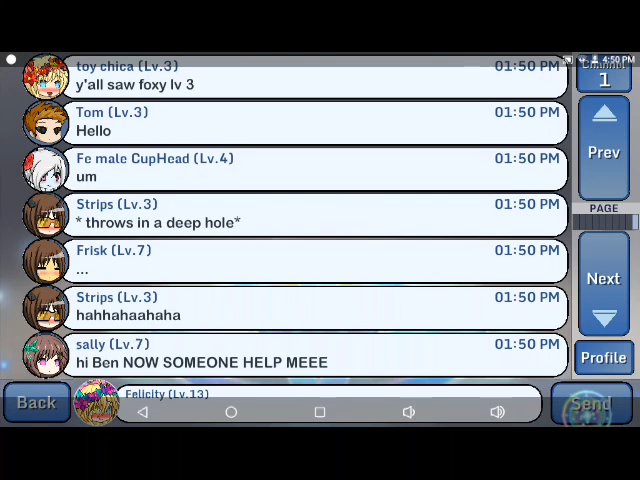 4:50 PM
Channel
1
toy chica (Lv.3) 01:50 PM
y'all saw foxy lv 3
Tom (Lv.3) 01:50 PM
Hello
Fe male CupHead (Lv.4) 01:50 PM
um
Strips (Lv.3) 01:50 PM
* throws in a deep hole*
Frisk (Lv.7) 01:50 PM
...
Strips (Lv.3) 01:50 PM
hahhahaahaha
sally (Lv.7) 01:50 PM
hi Ben NOW SOMEONE HELP MEEE
Prev
PAGE
Next
Profile
Back
Felicity (Lv.13)
Send